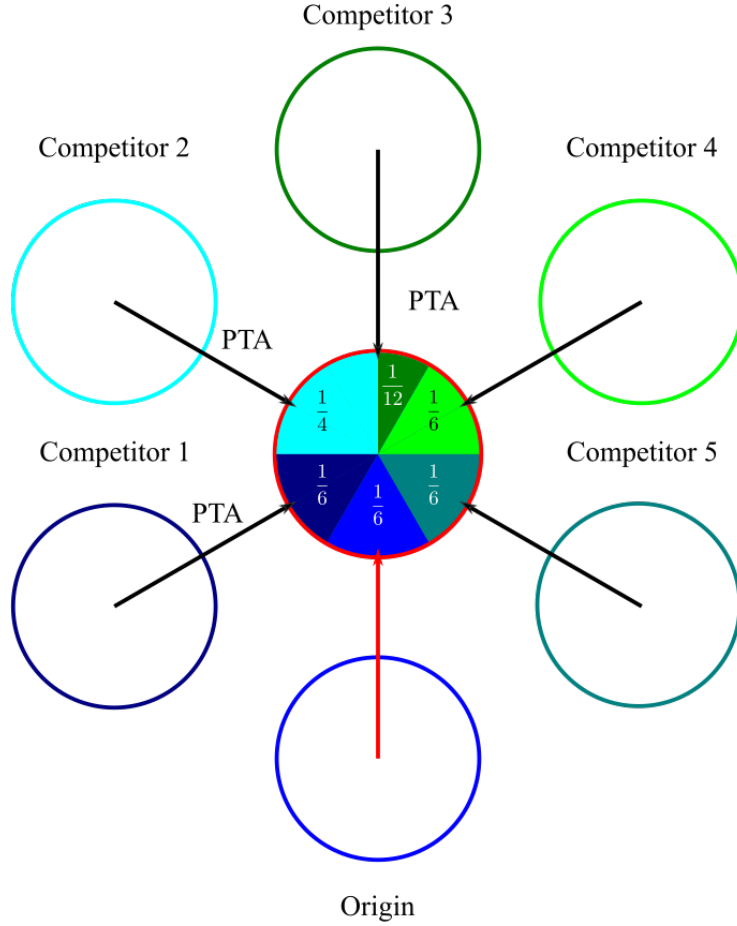 Competitor 3
Competitor 2
Competitor 4
PTA
PTA
1/12
1/4
1/6
Competitor 1
Competitor 5
1/6
1/6
1/6
PTA
Origin